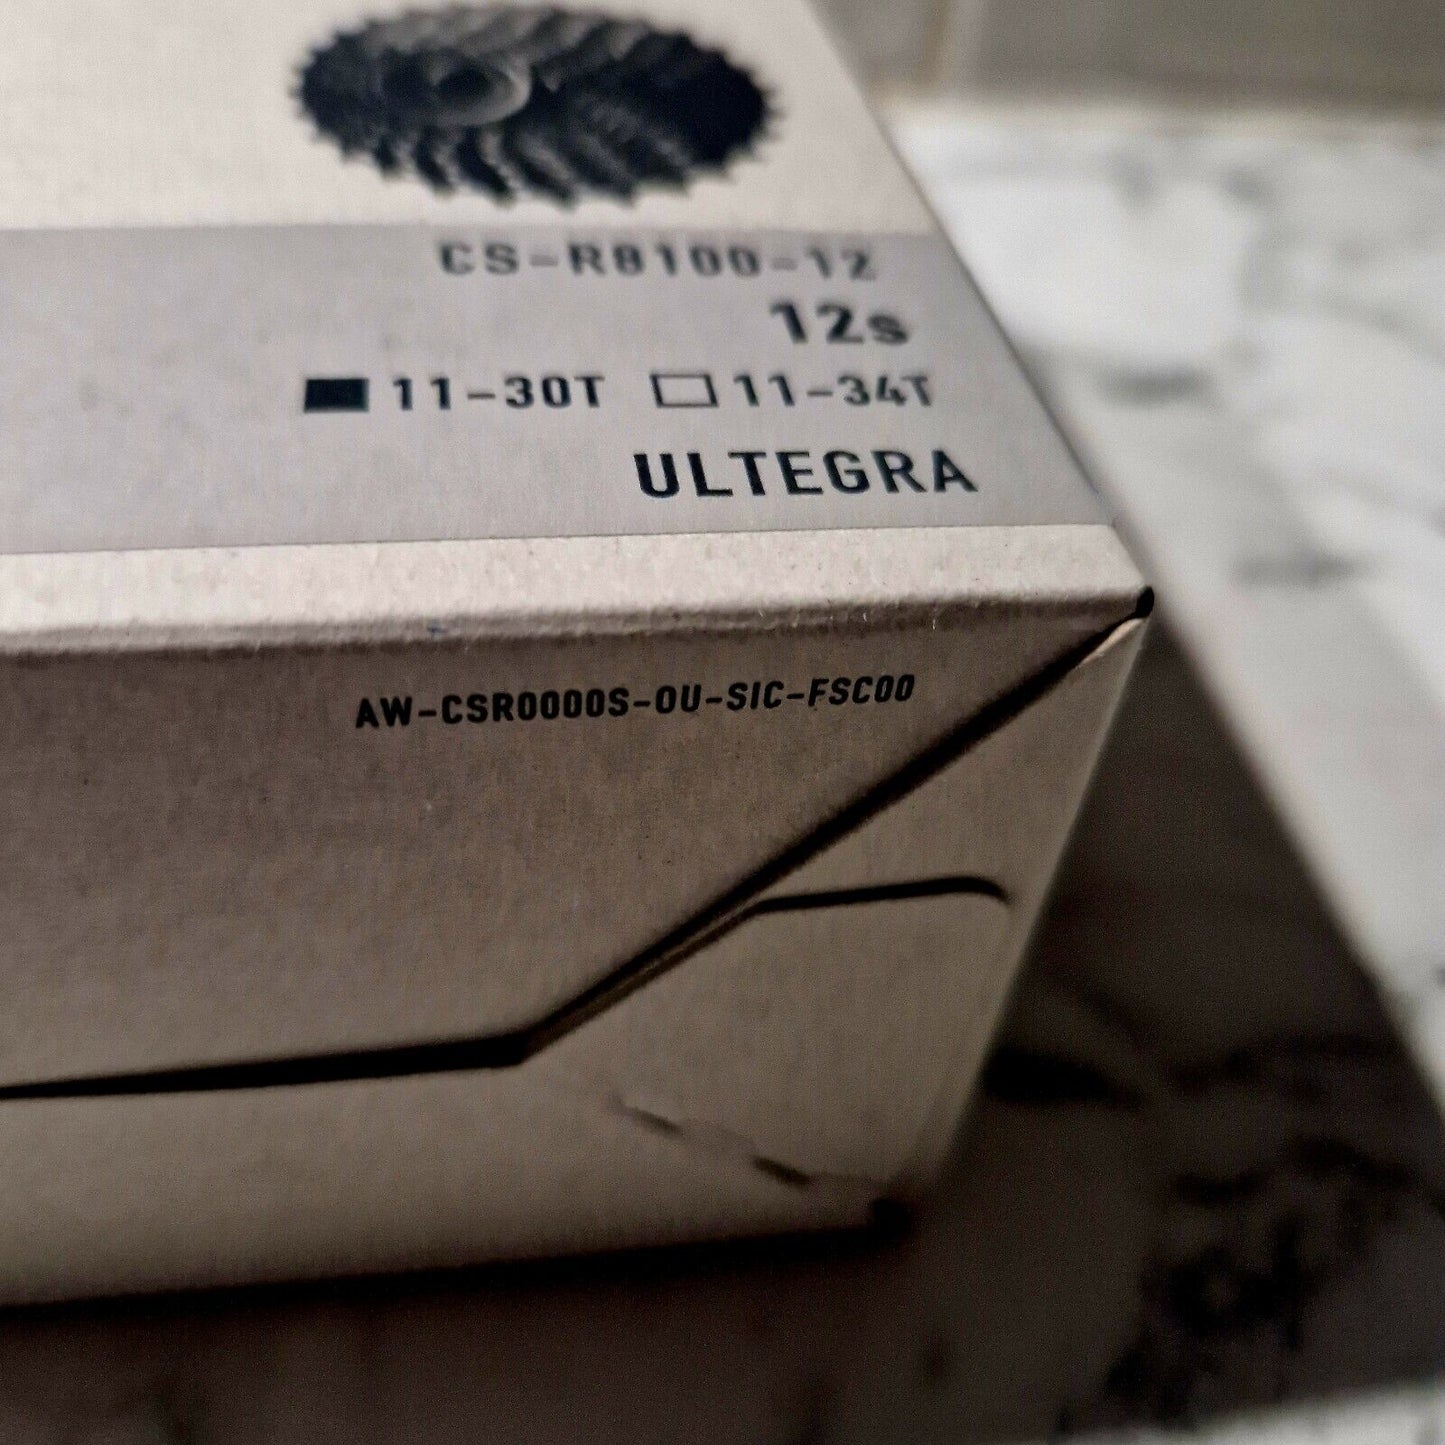 CS-R8100-12
12s
11-30T 11-34T
ULTEGRA
AW-CSR0000S-OU-SIC-FSC00